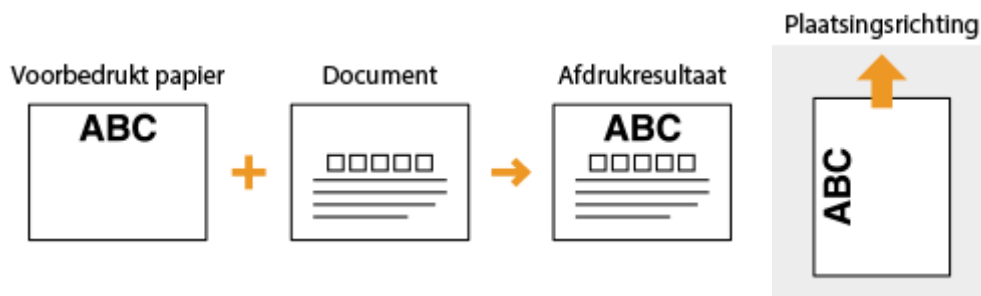 Plaatsingsrichting
Voorbedrukt papier
Document
Afdrukresultaat
ABC
ABC
ABC